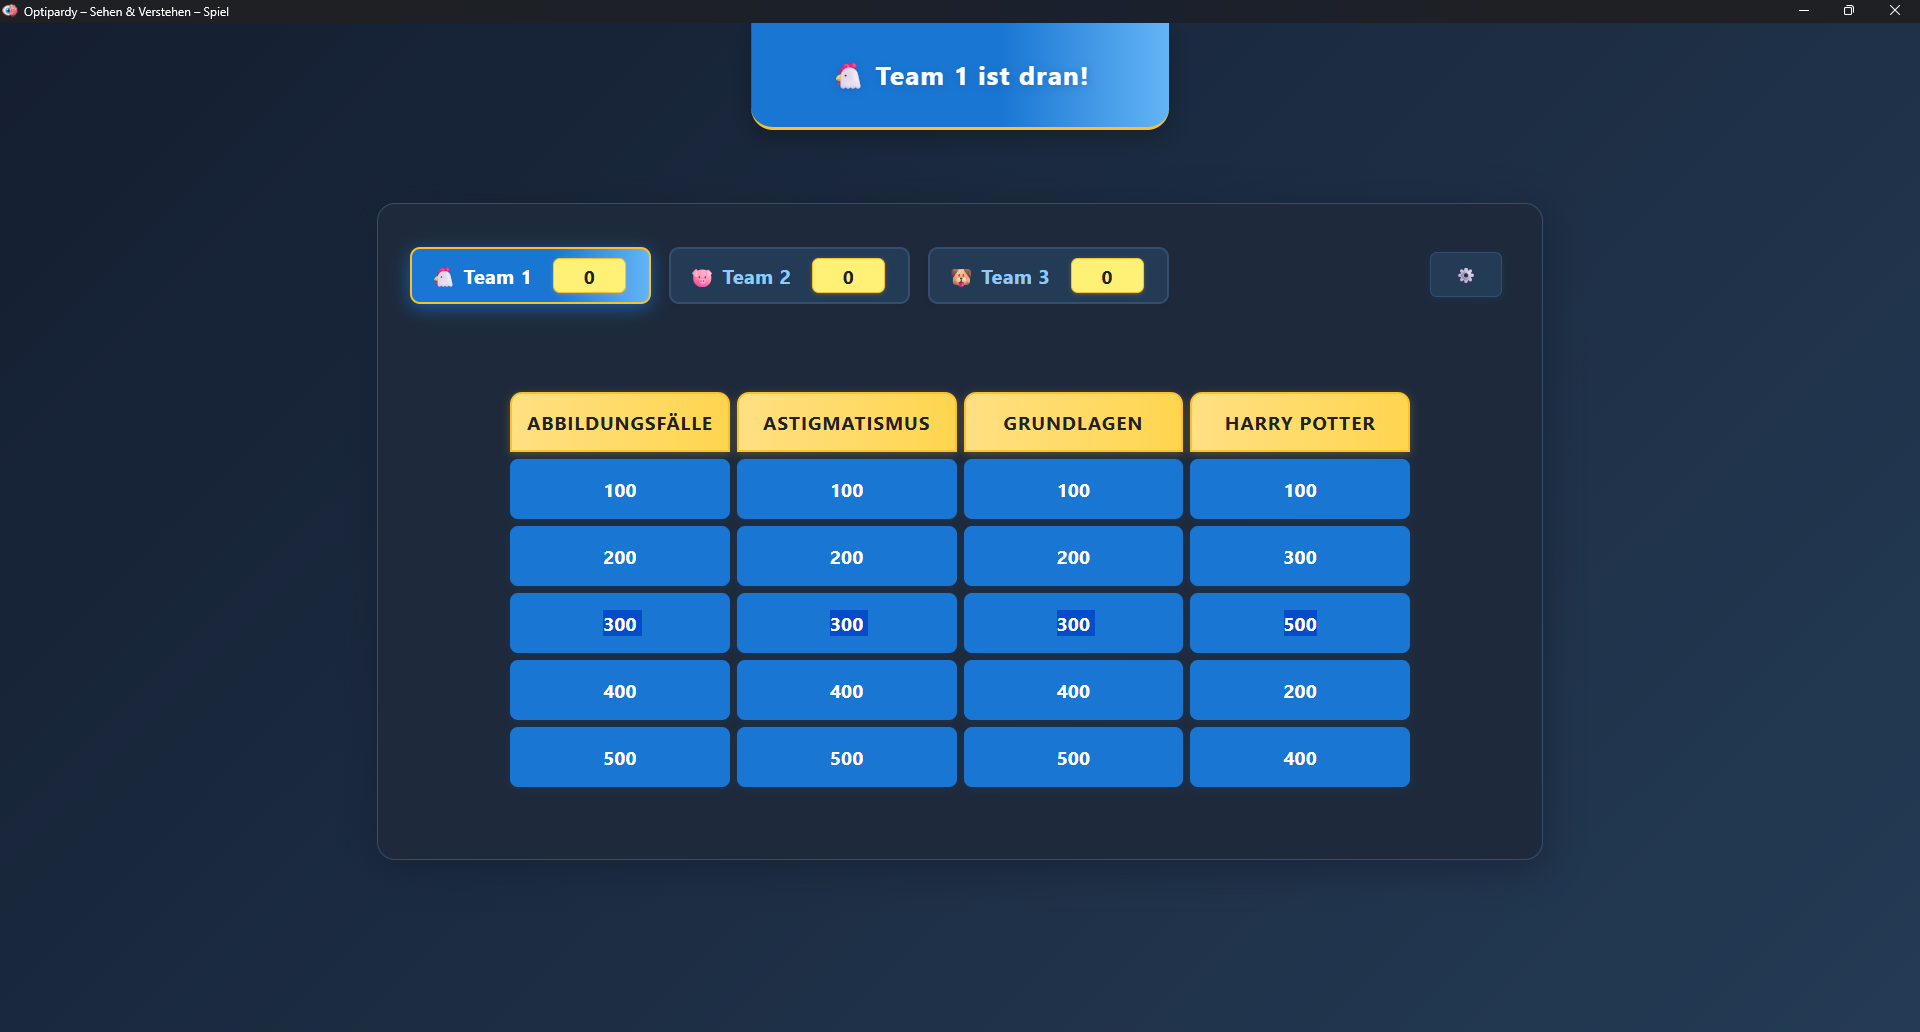 Optipardy – Sehen & Verstehen – Spiel
Team 1 ist dran!
Team 1 0 Team 2 0 Team 3 0
ABBILDUNGSFÄLLE ASTIGMATISMUS GRUNDLAGEN HARRY POTTER
100 100 100 100
200 200 200 300
300 300 300 500
400 400 400 200
500 500 500 400